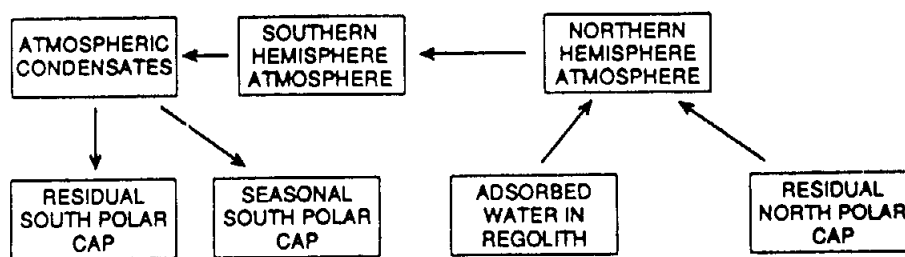 ATMOSPHERIC
CONDENSATES
SOUTHERN
HEMISPHERE
ATMOSPHERE
NORTHERN
HEMISPHERE
ATMOSPHERE
RESIDUAL
SOUTH POLAR
CAP
SEASONAL
SOUTH POLAR
CAP
ADSORBED
WATER IN
REGOLITH
RESIDUAL
NORTH POLAR
CAP